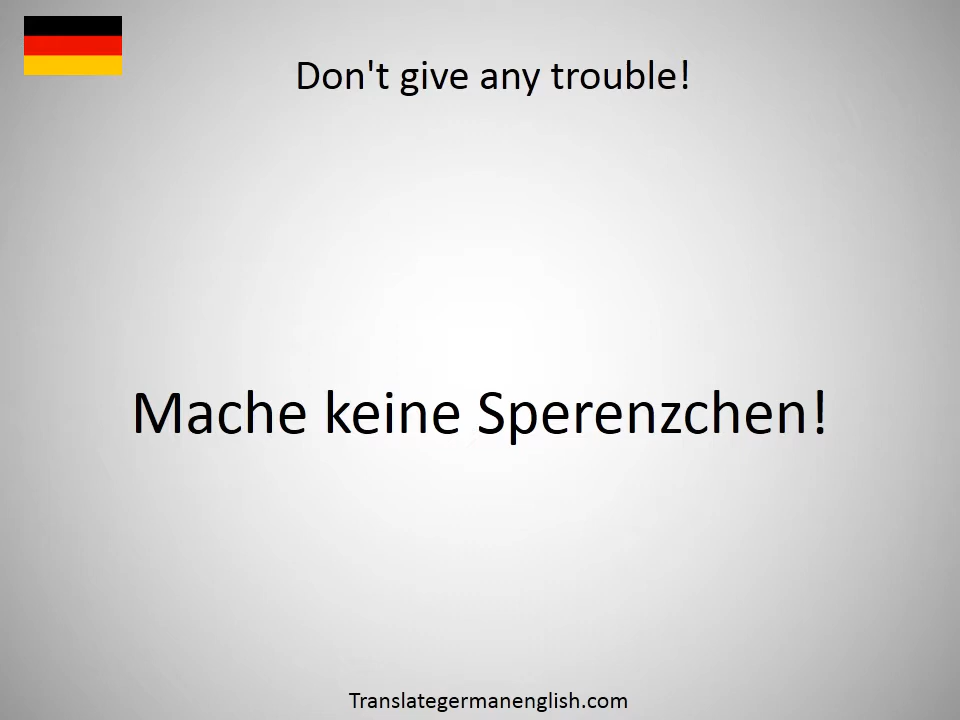 Don't give any trouble!
Mache keine Sperenzchen!
Translategermanenglish.com